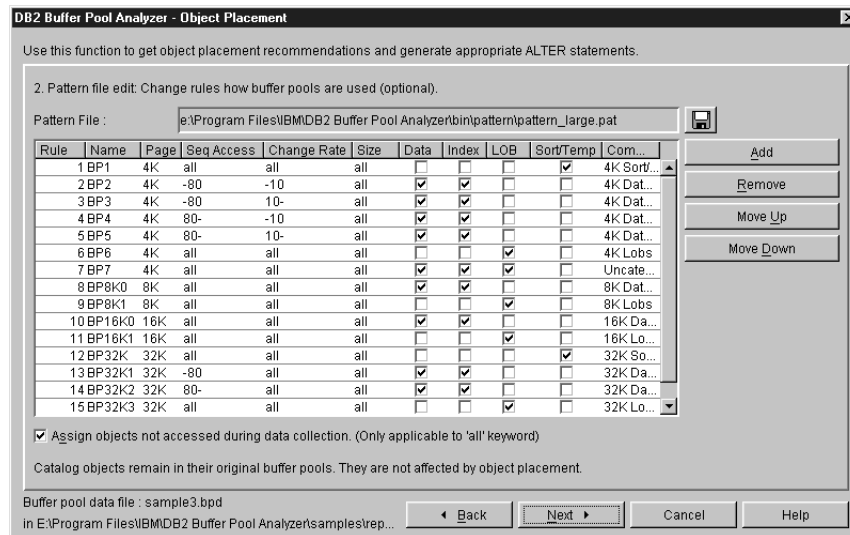 DB2 Buffer Pool Analyzer - Object Placement
Use this function to get object placement recommendations and generate appropriate ALTER statements.
2. Pattern file edit: Change rules how buffer pools are used (optional).
Pattern File : e:\Program Files\IBM\DB2 Buffer Pool Analyzer\bin\pattern\pattern_large.pat
Rule Name Page Seq Access Change Rate Size Data Index LOB Sort/Temp Com...
1 BP1 4K all all all 4K Sort/...
2 BP2 4K -80 -10 all 4K Dat...
3 BP3 4K -80 10- all 4K Dat...
4 BP4 4K 80- -10 all 4K Dat...
5 BP5 4K 80- 10- all 4K Dat...
6 BP6 4K all all all 4K Lobs
7 BP7 4K all all all Uncate...
8 BP8K0 8K all all all 8K Dat...
9 BP8K1 8K all all all 8K Lobs
10 BP16K0 16K all all all 16K Da...
11 BP16K1 16K all all all 16K Lo...
12 BP32K 32K all all all 32K So...
13 BP32K1 32K -80 all all 32K Da...
14 BP32K2 32K 80- all all 32K Da...
15 BP32K3 32K all all all 32K Lo...
Add
Remove
Move Up
Move Down
Assign objects not accessed during data collection. (Only applicable to 'all' keyword)
Catalog objects remain in their original buffer pools. They are not affected by object placement.
Buffer pool data file : sample3.bpd
in E:\Program Files\IBM\DB2 Buffer Pool Analyzer\samples\rep...
Back Next Cancel Help